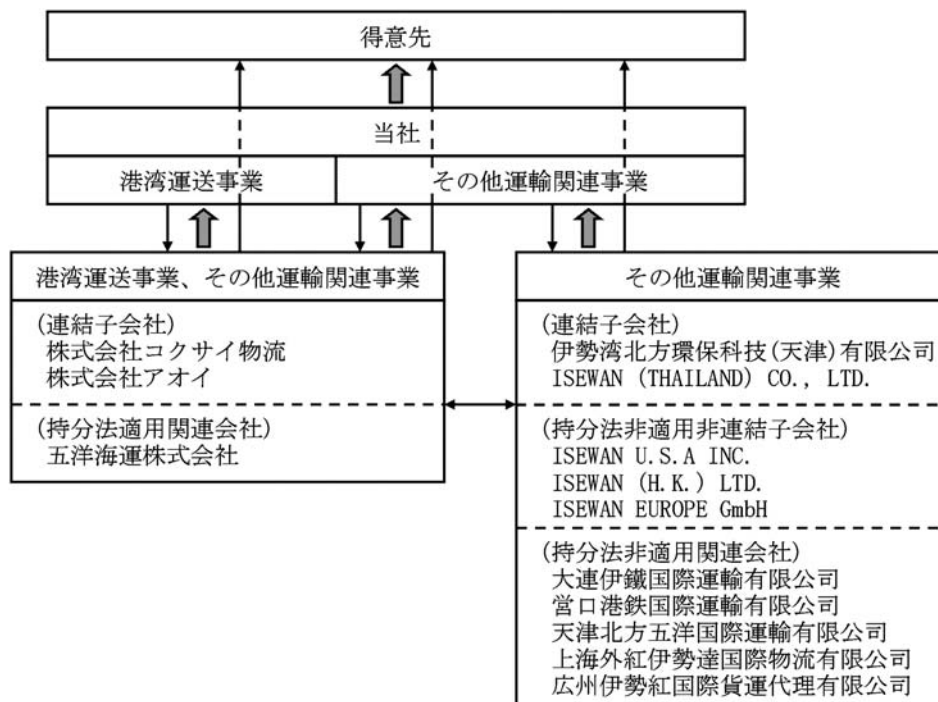 得意先
当社
港湾運送事業
その他運輸関連事業
港湾運送事業、その他運輸関連事業
(連結子会社)
株式会社コクサイ物流
株式会社アオイ
(持分法適用関連会社)
五洋海運株式会社
その他運輸関連事業
(連結子会社)
伊勢湾北方環保科技(天津)有限公司
ISEWAN (THAILAND) CO., LTD.
(持分法非適用非連結子会社)
ISEWAN U.S.A INC.
ISEWAN (H.K.) LTD.
ISEWAN EUROPE GmbH
(持分法非適用関連会社)
大連伊鐵国際運輸有限公司
営口港鉄国際運輸有限公司
天津北方五洋国際運輸有限公司
上海外紅伊勢達国際物流有限公司
広州伊勢紅国際貨運代理有限公司